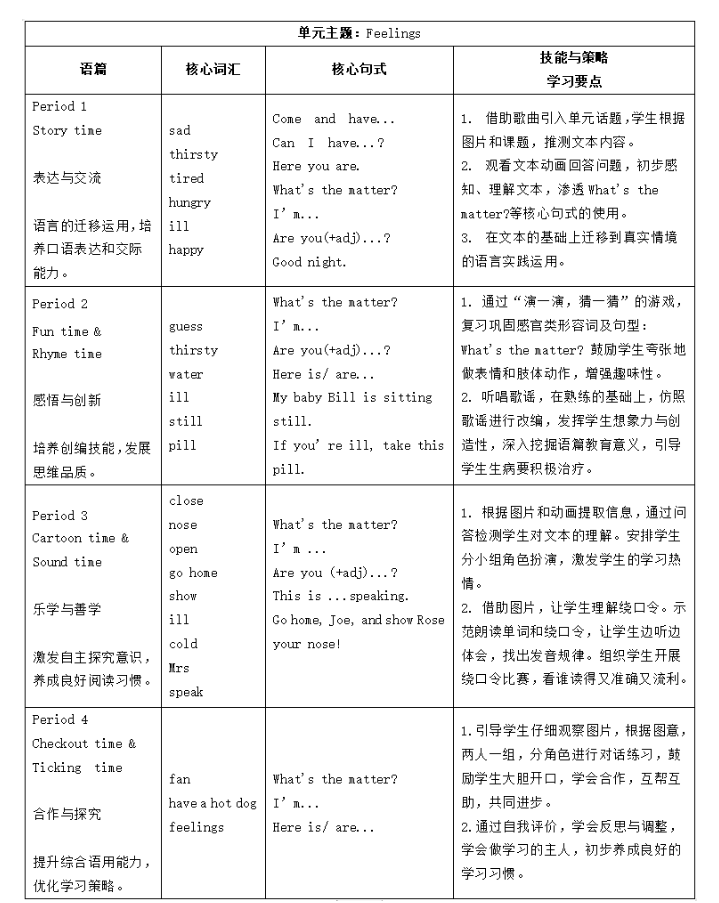 单元主题：Feelings
语篇
核心词汇
核心句式
技能与策略
学习要点
Period 1
Story time
表达与交流
语言的迁移运用,培
养口语表达和交际
能力。
sad
thirsty
tired
hungry
ill
happy
Come and have...
Can I have...?
Here you are.
What's the matter?
I’m...
Are you(+adj)...?
Good night.
1. 借助歌曲引入单元话题,学生根据
图片和课题，推测文本内容。
2. 观看文本动画回答问题，初步感
知、理解文本，渗透What's the
matter?等核心句式的使用。
3. 在文本的基础上迁移到真实情境
的语言实践运用。
Period 2
Fun time &
Rhyme time
感悟与创新
培养创编技能,发展
思维品质。
guess
thirsty
water
ill
still
pill
What's the matter?
I’m...
Are you(+adj)...?
Here is/ are...
My baby Bill is sitting
still.
If you’re ill, take this
pill.
1. 通过“演一演，猜一猜”的游戏，
复习巩固感官类形容词及句型：
What's the matter? 鼓励学生夸张地
做表情和肢体动作，增强趣味性。
2. 听唱歌谣，在熟练的基础上，仿照
歌谣进行改编，发挥学生想象力与创
造性，深入挖掘语篇教育意义，引导
学生生病要积极治疗。
Period 3
Cartoon time &
Sound time
乐学与善学
激发自主探究意识，
养成良好阅读习惯。
close
nose
open
go home
show
ill
cold
Mrs
speak
What's the matter?
I’m ...
Are you (+adj)...?
This is ...speaking.
Go home, Joe, and show Rose
your nose!
1. 根据图片和动画提取信息，通过问
答检测学生对文本的理解。安排学生
分小组角色扮演，激发学生的学习热
情。
2. 借助图片，让学生理解绕口令。示
范朗读单词和绕口令，让学生边听边
体会，找出发音规律。组织学生开展
绕口令比赛，看谁读得又准确又流利。
Period 4
Checkout time &
Ticking time
合作与探究
提升综合语用能力，
优化学习策略。
fan
have a hot dog
feelings
What's the matter?
I’m...
Here is/ are...
1.引导学生仔细观察图片，根据图意，
两人一组，分角色进行对话练习，鼓
励学生大胆开口，学会合作，互帮互
助，共同进步。
2.通过自我评价，学会反思与调整，
学会做学习的主人，初步养成良好的
学习习惯。